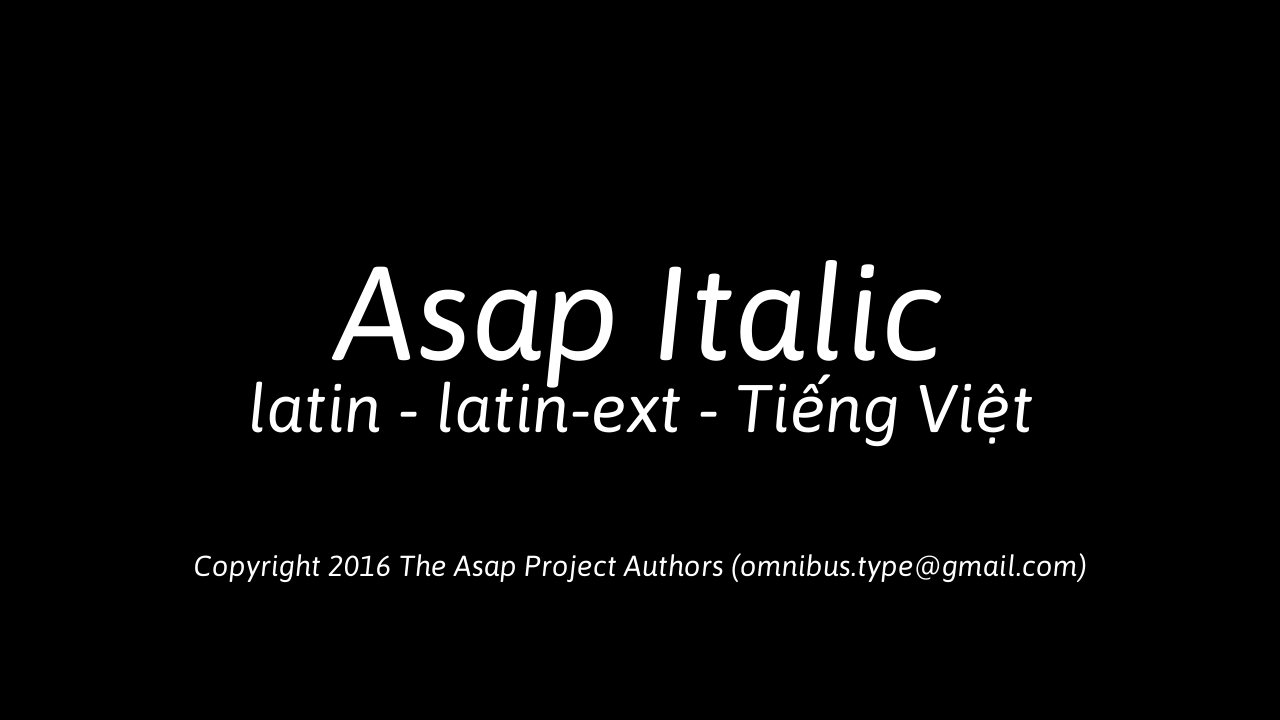 Asap Italic
latin - latin-ext - Tiếng Việt
Copyright 2016 The Asap Project Authors (omnibus.type@gmail.com)